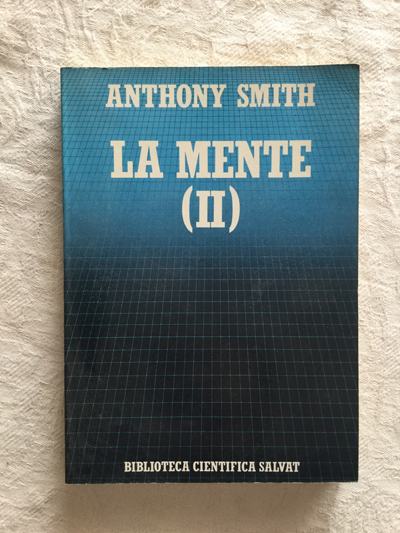 ANTHONY SMITH
LA MENTE
(II)
BIBLIOTECA CIENTIFICA SALVAT